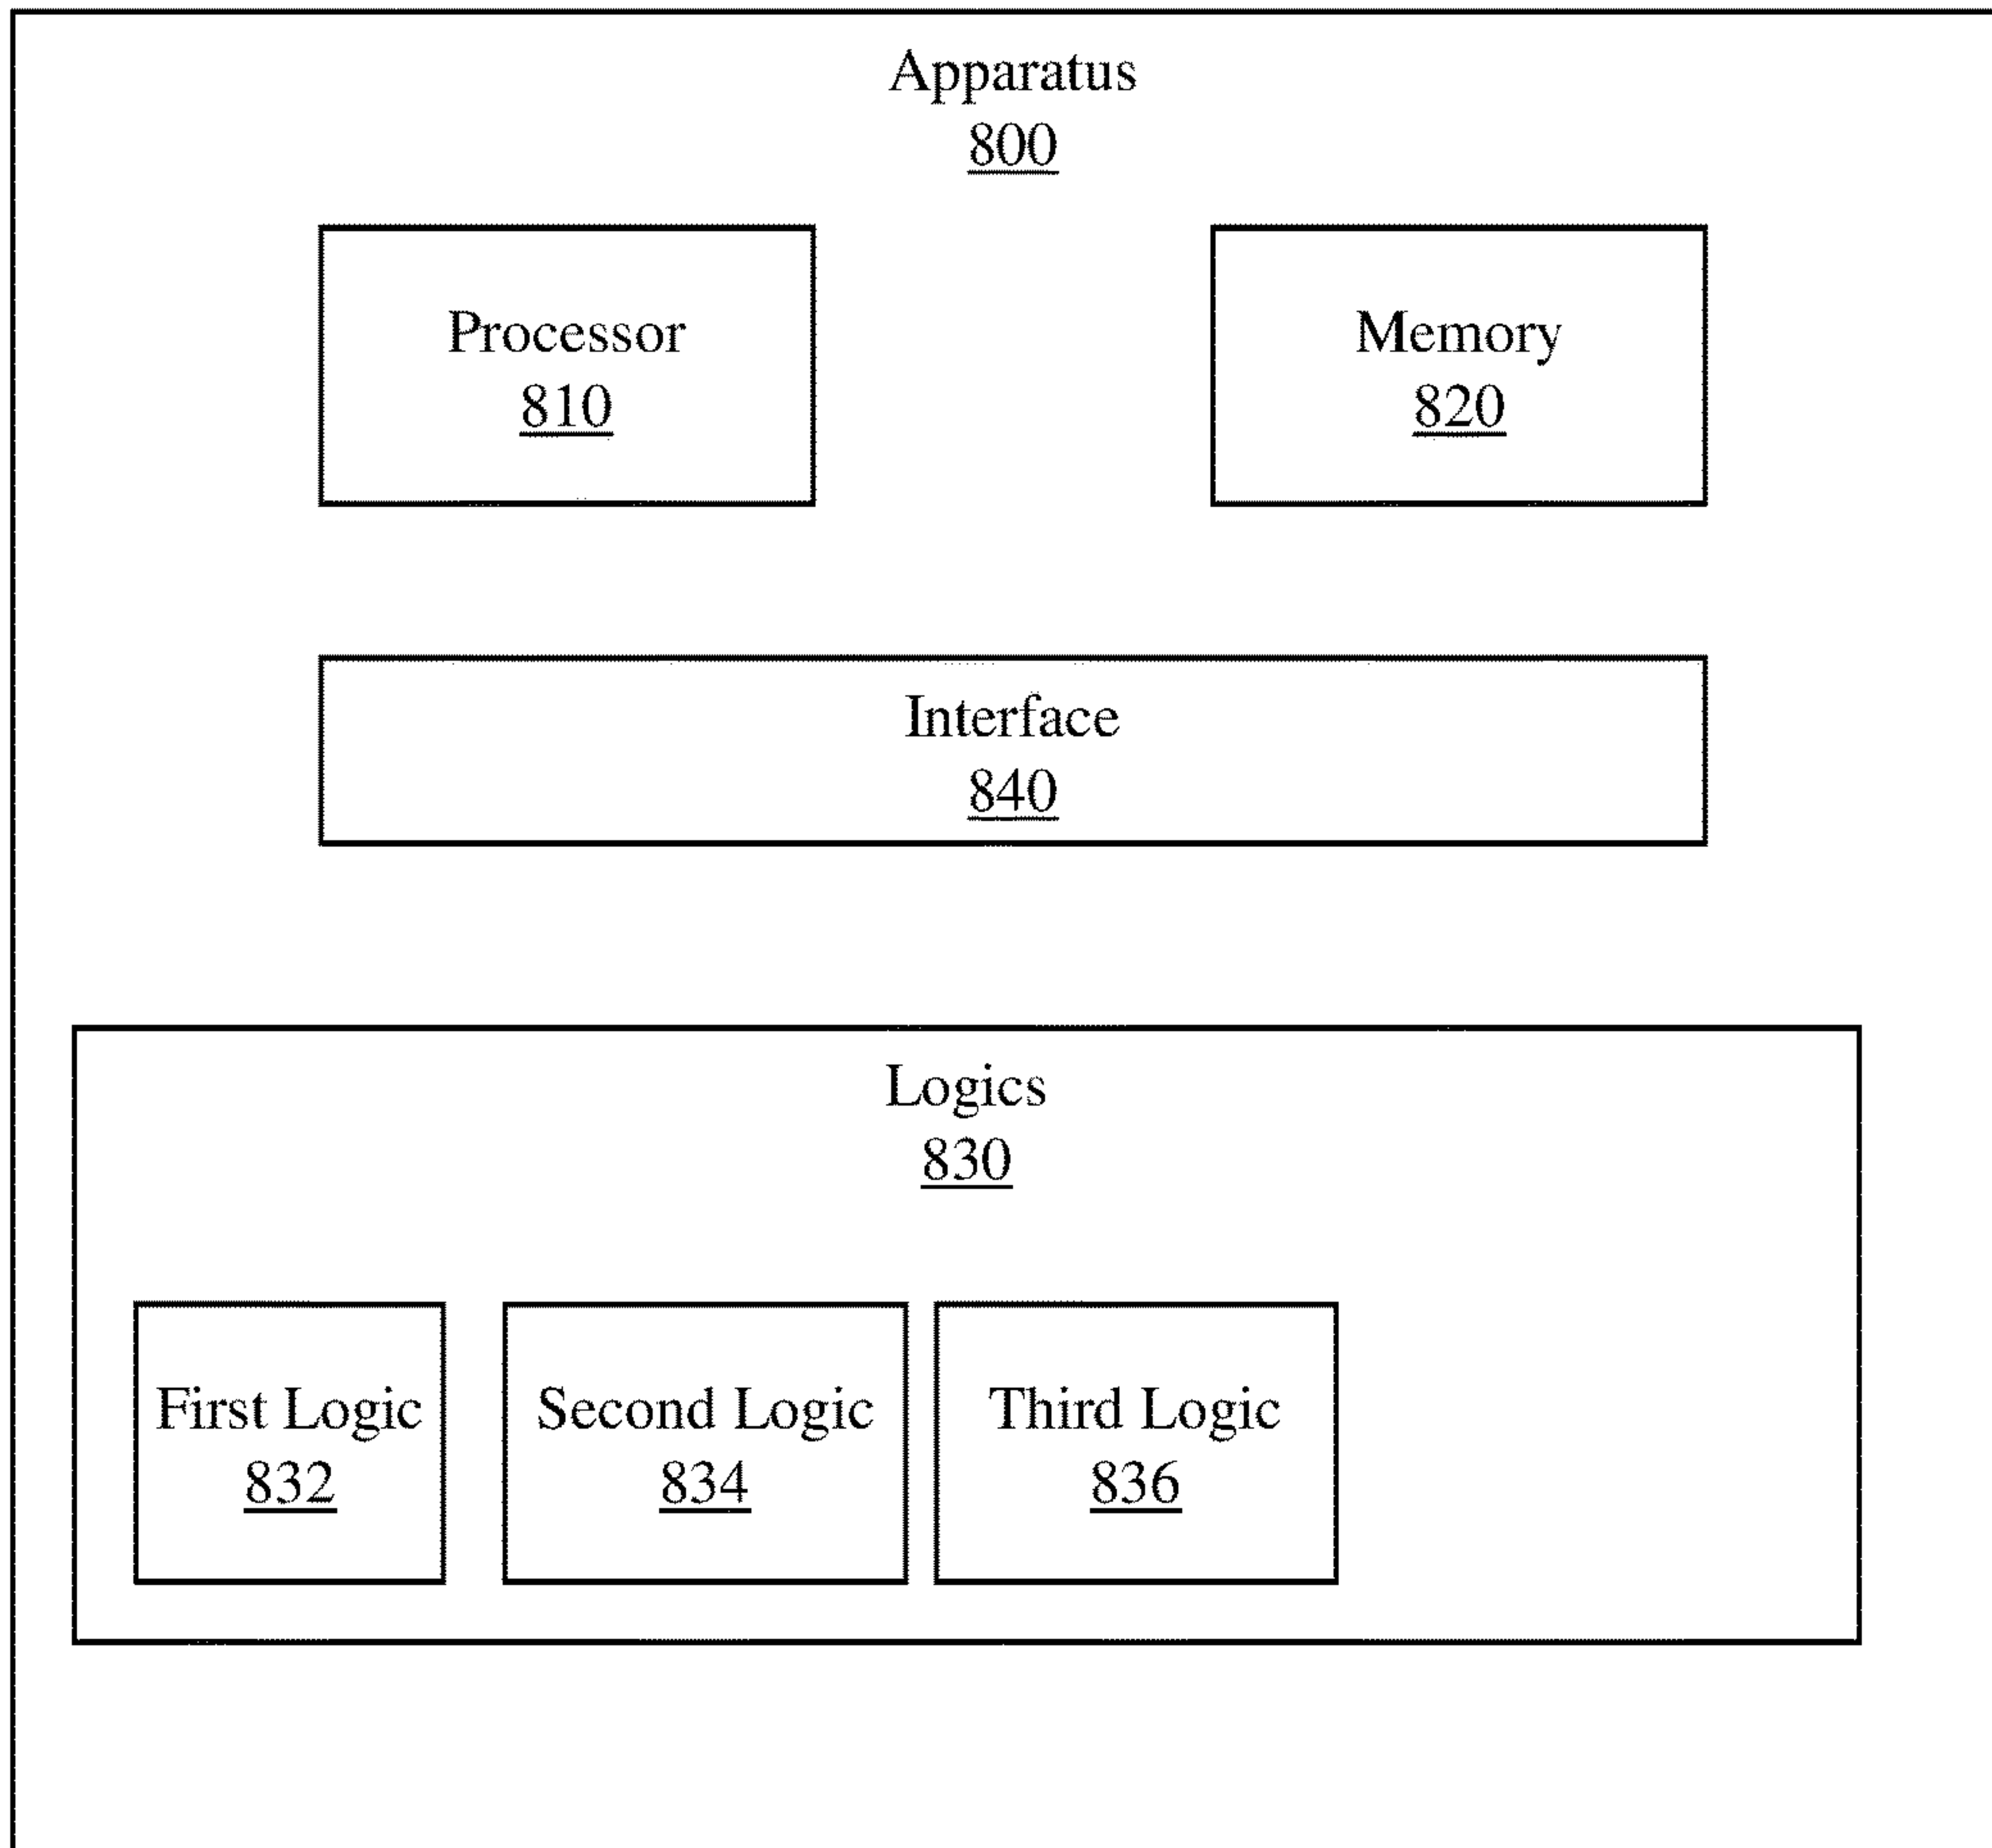 Apparatus
800
Processor
810
Memory
820
Interface
840
Logics
830
First Logic
832
Second Logic
834
Third Logic
836